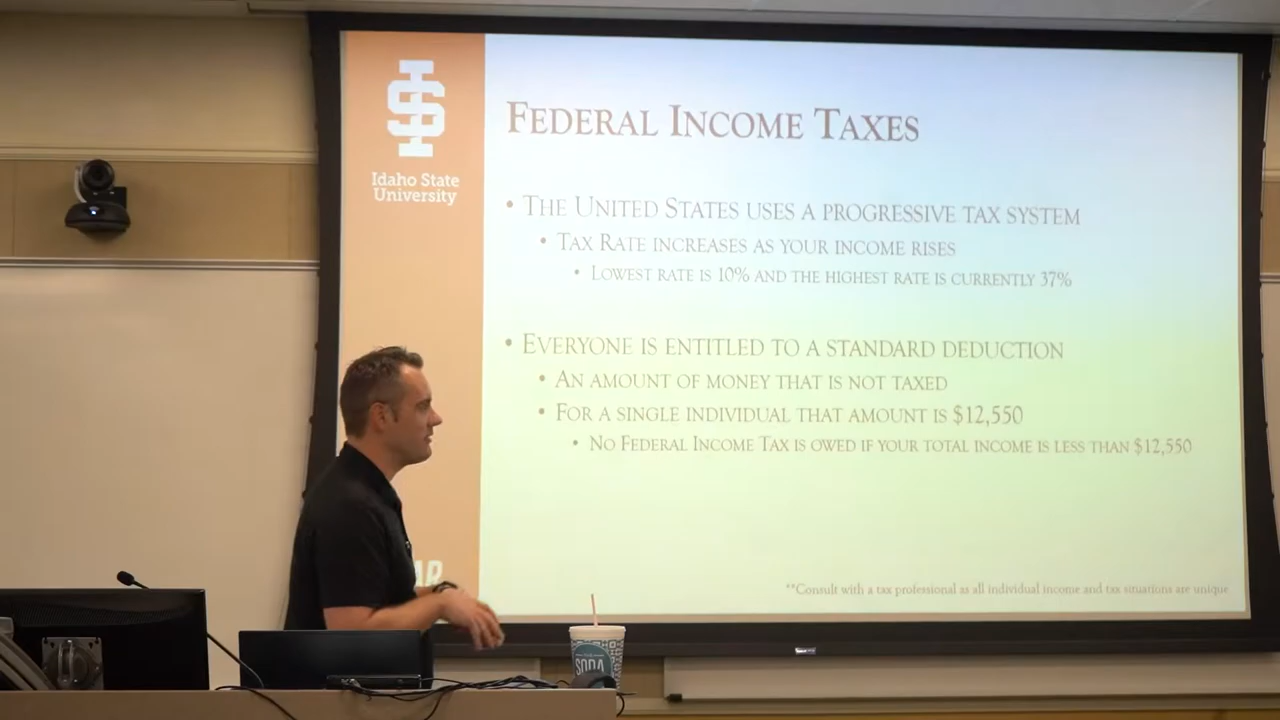 Idaho State
University
FEDERAL INCOME TAXES
• THE UNITED STATES USES A PROGRESSIVE TAX SYSTEM
• TAX RATE INCREASES AS YOUR INCOME RISES
• LOWEST RATE IS 10% AND THE HIGHEST RATE IS CURRENTLY 37%
• EVERYONE IS ENTITLED TO A STANDARD DEDUCTION
• AN AMOUNT OF MONEY THAT IS NOT TAXED
• FOR A SINGLE INDIVIDUAL THAT AMOUNT IS $12,550
• NO FEDERAL INCOME TAX IS OWED IF YOUR TOTAL INCOME IS LESS THAN $12,550
**Consult with a tax professional as all individual income and tax situations are unique
SODA